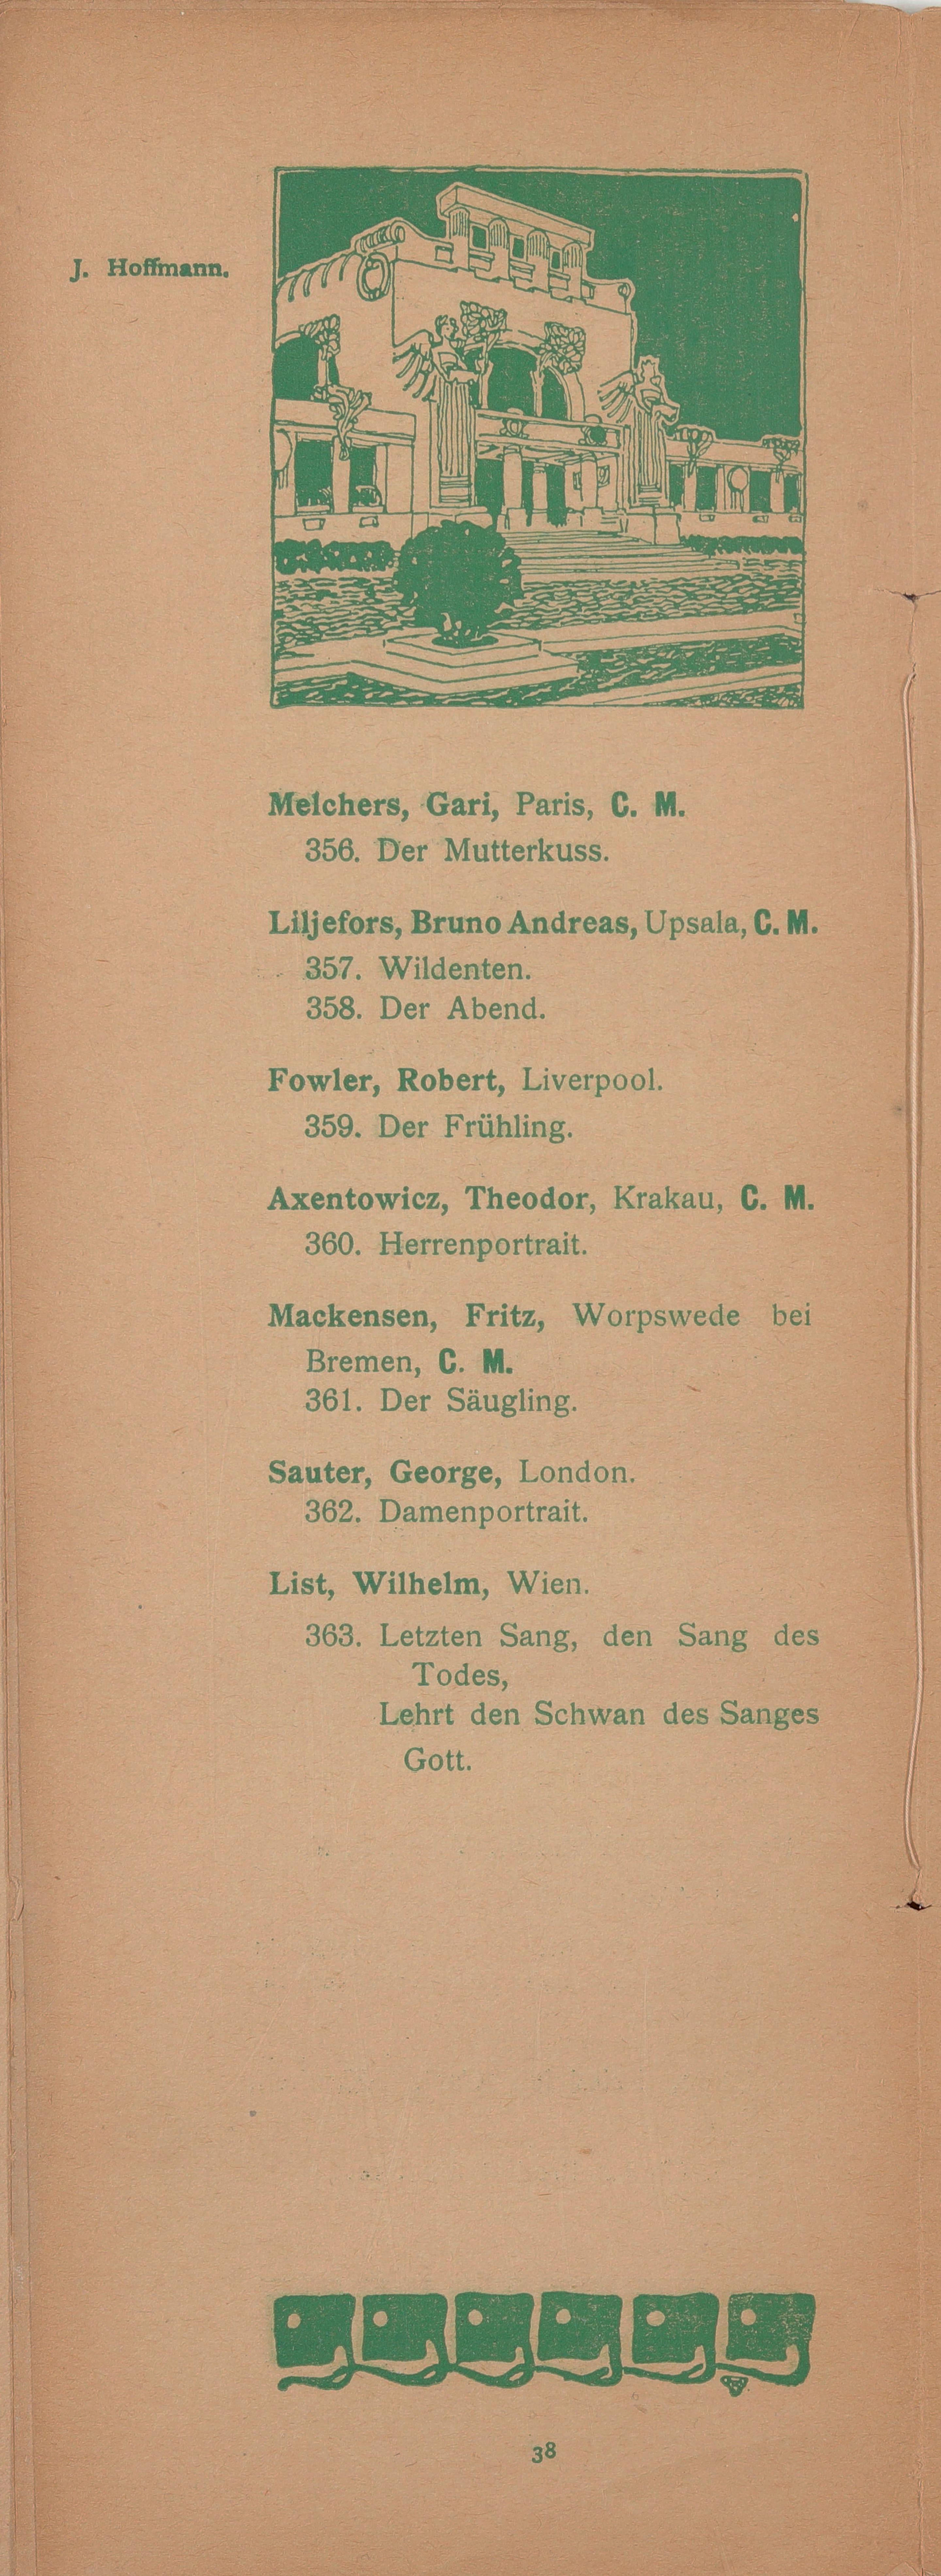 J. Hoffmann.
Melchers, Gari, Paris, C. M.
356. Der Mutterkuss.
Liljefors, Bruno Andreas, Upsala, C. M.
357. Wildenten.
358. Der Abend.
Fowler, Robert, Liverpool.
359. Der Frühling.
Axentowicz, Theodor, Krakau, C. M.
360. Herrenportrait.
Mackensen, Fritz, Worpswede bei
Bremen, C. M.
361. Der Säugling.
Sauter, George, London.
362. Damenportrait.
List, Wilhelm, Wien.
363. Letzten Sang, den Sang des
Todes,
Lehrt den Schwan des Sanges
Gott.
38